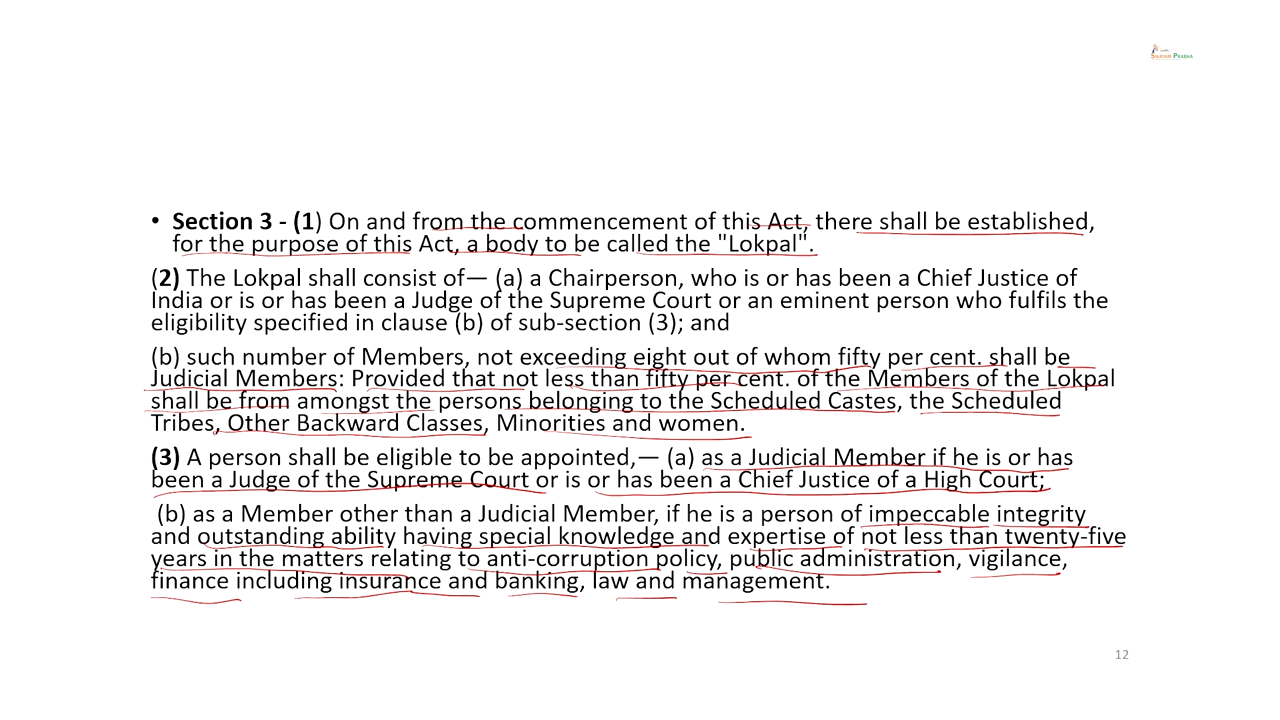 SWAYAM PRABHA
• Section 3 - (1) On and from the commencement of this Act, there shall be established,
for the purpose of this Act, a body to be called the "Lokpal".
(2) The Lokpal shall consist of— (a) a Chairperson, who is or has been a Chief Justice of
India or is or has been a Judge of the Supreme Court or an eminent person who fulfils the
eligibility specified in clause (b) of sub-section (3); and
(b) such number of Members, not exceeding eight out of whom fifty per cent. shall be
Judicial Members: Provided that not less than fifty per cent. of the Members of the Lokpal
shall be from amongst the persons belonging to the Scheduled Castes, the Scheduled
Tribes, Other Backward Classes, Minorities and women.
(3) A person shall be eligible to be appointed,— (a) as a Judicial Member if he is or has
been a Judge of the Supreme Court or is or has been a Chief Justice of a High Court;
(b) as a Member other than a Judicial Member, if he is a person of impeccable integrity
and outstanding ability having special knowledge and expertise of not less than twenty-five
years in the matters relating to anti-corruption policy, public administration, vigilance,
finance including insurance and banking, law and management.
12